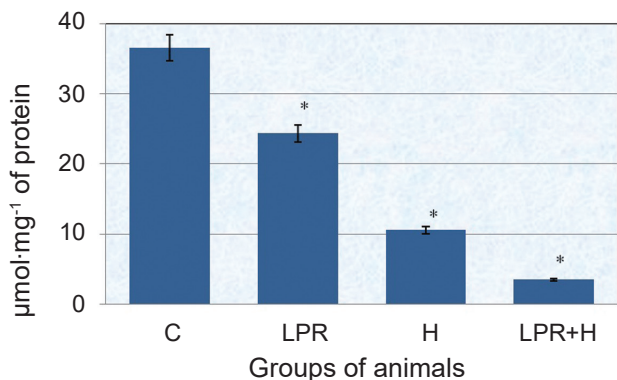 µmol·mg⁻¹ of protein
40
30
20
10
0
*
*
*
C LPR H LPR+H
Groups of animals